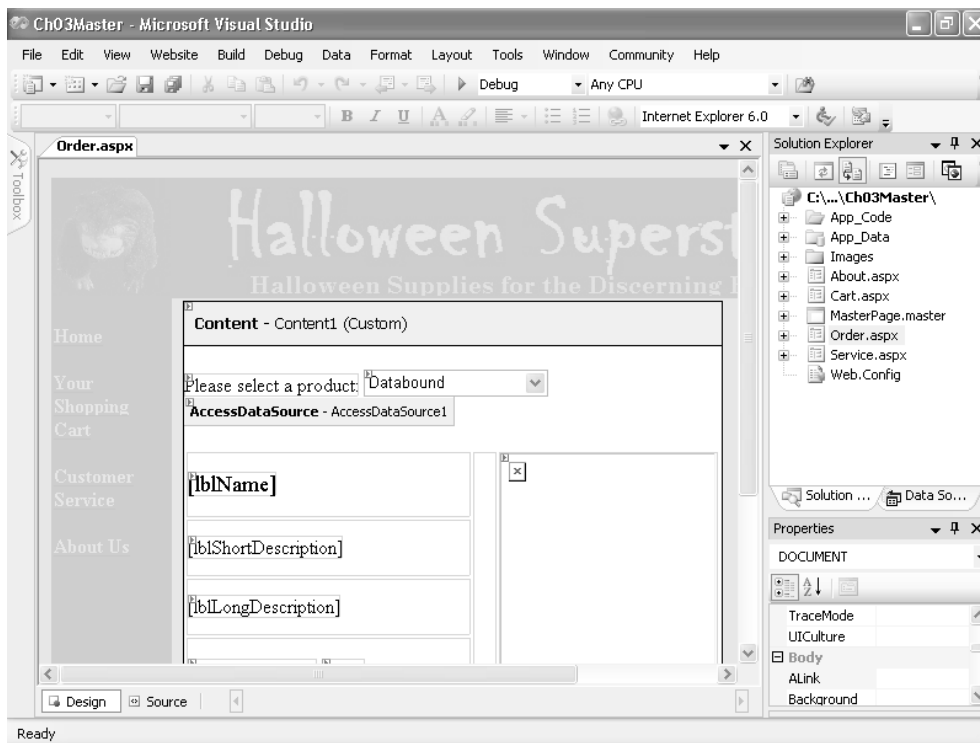 Ch03Master - Microsoft Visual Studio
File Edit View Website Build Debug Data Format Layout Tools Window Community Help
Debug Any CPU
B I U A Internet Explorer 6.0
Toolbox
Order.aspx
Halloween Superst
Halloween Supplies for the Discerning
Home
Your
Shopping
Cart
Customer
Service
About Us
Content - Content1 (Custom)
Please select a product: Databound
AccessDataSource - AccessDataSource1
[lblName]
[lblShortDescription]
[lblLongDescription]
Design Source
Ready
Solution Explorer
C:\...\Ch03Master\
App_Code
App_Data
Images
About.aspx
Cart.aspx
MasterPage.master
Order.aspx
Service.aspx
Web.Config
Solution ... Data So...
Properties
DOCUMENT
TraceMode
UICulture
Body
ALink
Background